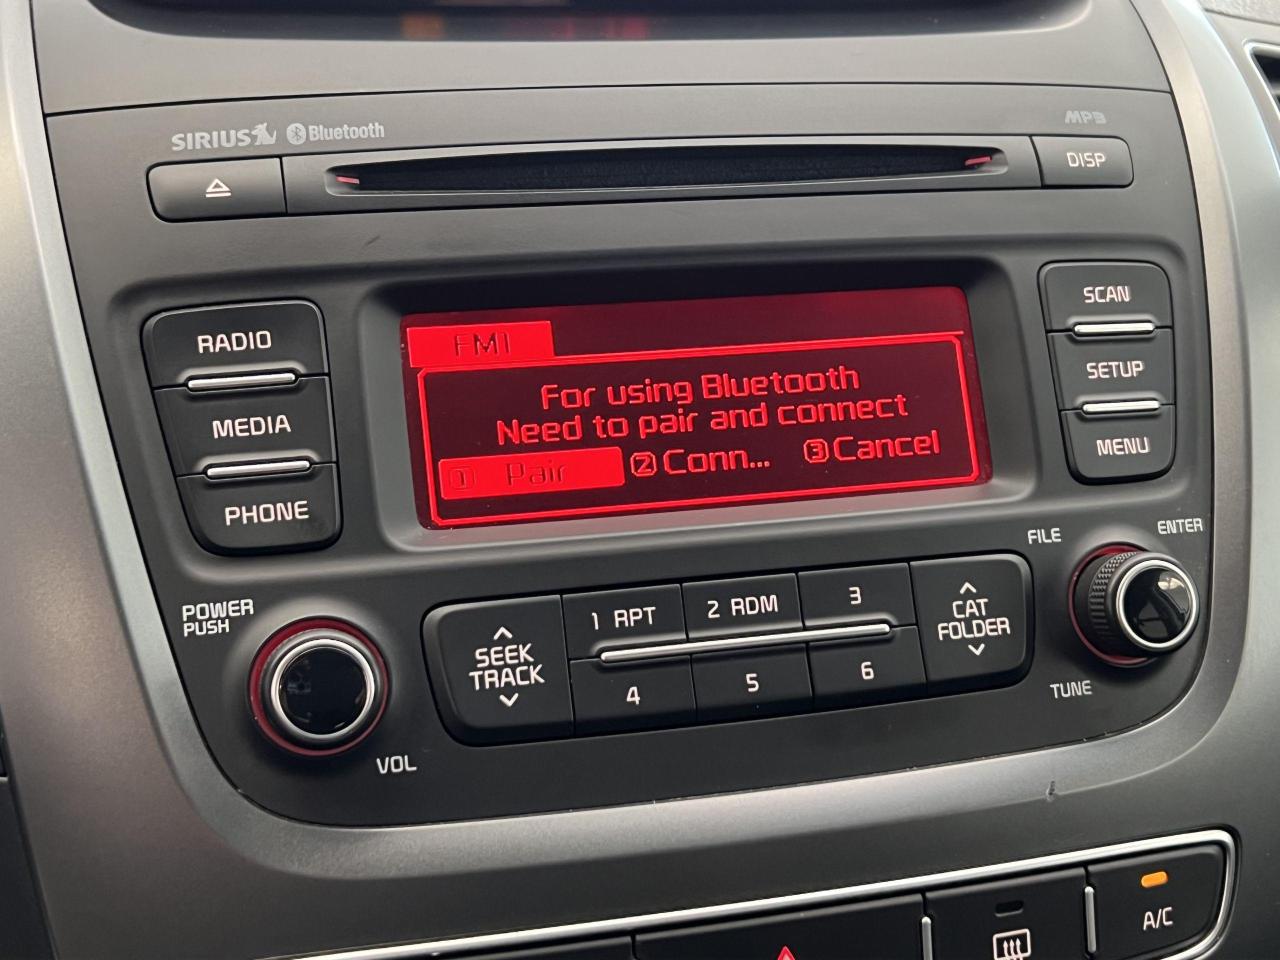 SIRIUS Bluetooth
MP3
DISP
RADIO
MEDIA
PHONE
FM1
For using Bluetooth
Need to pair and connect
1 Pair 2 Conn... 3 Cancel
SCAN
SETUP
MENU
POWER
PUSH
VOL
SEEK
TRACK
1 RPT
2 RDM
3
4
5
6
CAT
FOLDER
FILE
ENTER
TUNE
A/C